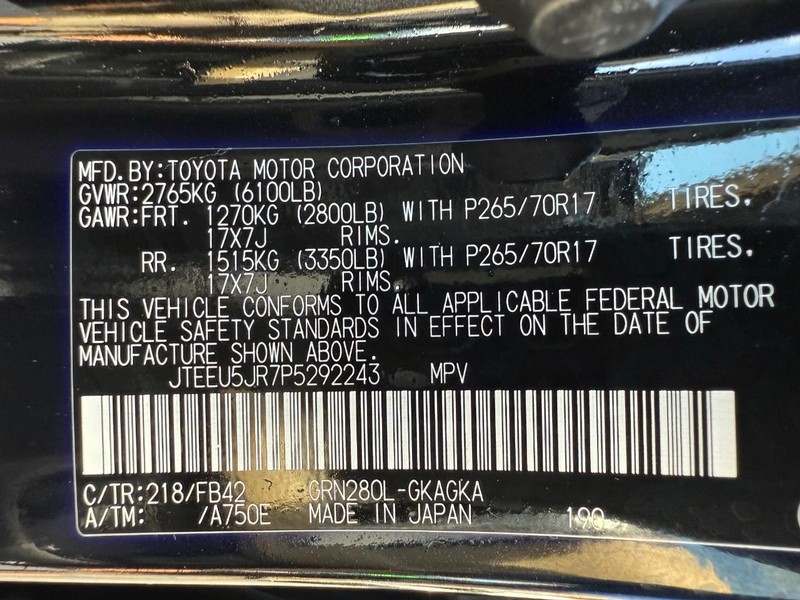 MFD.BY:TOYOTA MOTOR CORPORATION
GVWR:2765KG (6100LB)
GAWR:FRT. 1270KG (2800LB) WITH P265/70R17 TIRES.
17X7J RIMS.
RR. 1515KG (3350LB) WITH P265/70R17 TIRES.
17X7J RIMS.
THIS VEHICLE CONFORMS TO ALL APPLICABLE FEDERAL MOTOR
VEHICLE SAFETY STANDARDS IN EFFECT ON THE DATE OF
MANUFACTURE SHOWN ABOVE.
JTEEU5JR7P5292243 MPV
C/TR:218/FB42 GRN280L-GKAGKA
A/TM: /A750E MADE IN JAPAN 190